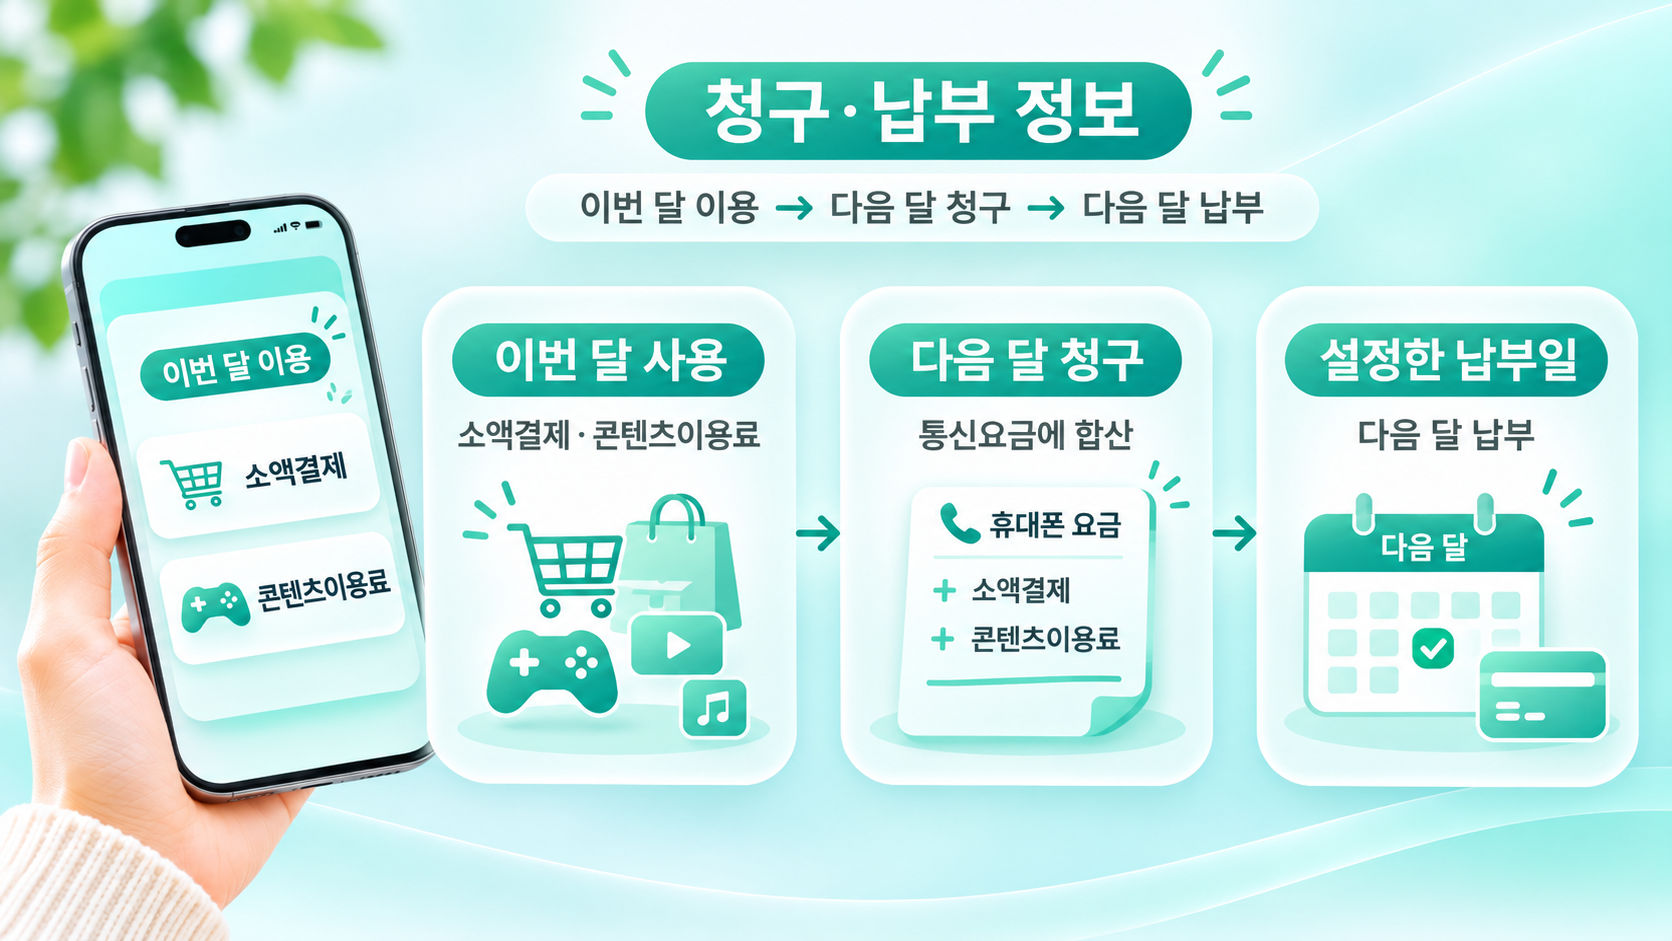 청구·납부 정보
이번 달 이용 → 다음 달 청구 → 다음 달 납부
이번 달 이용
소액결제
콘텐츠이용료
이번 달 사용
소액결제·콘텐츠이용료
다음 달 청구
통신요금에 합산
휴대폰 요금
+ 소액결제
+ 콘텐츠이용료
설정한 납부일
다음 달 납부
다음 달